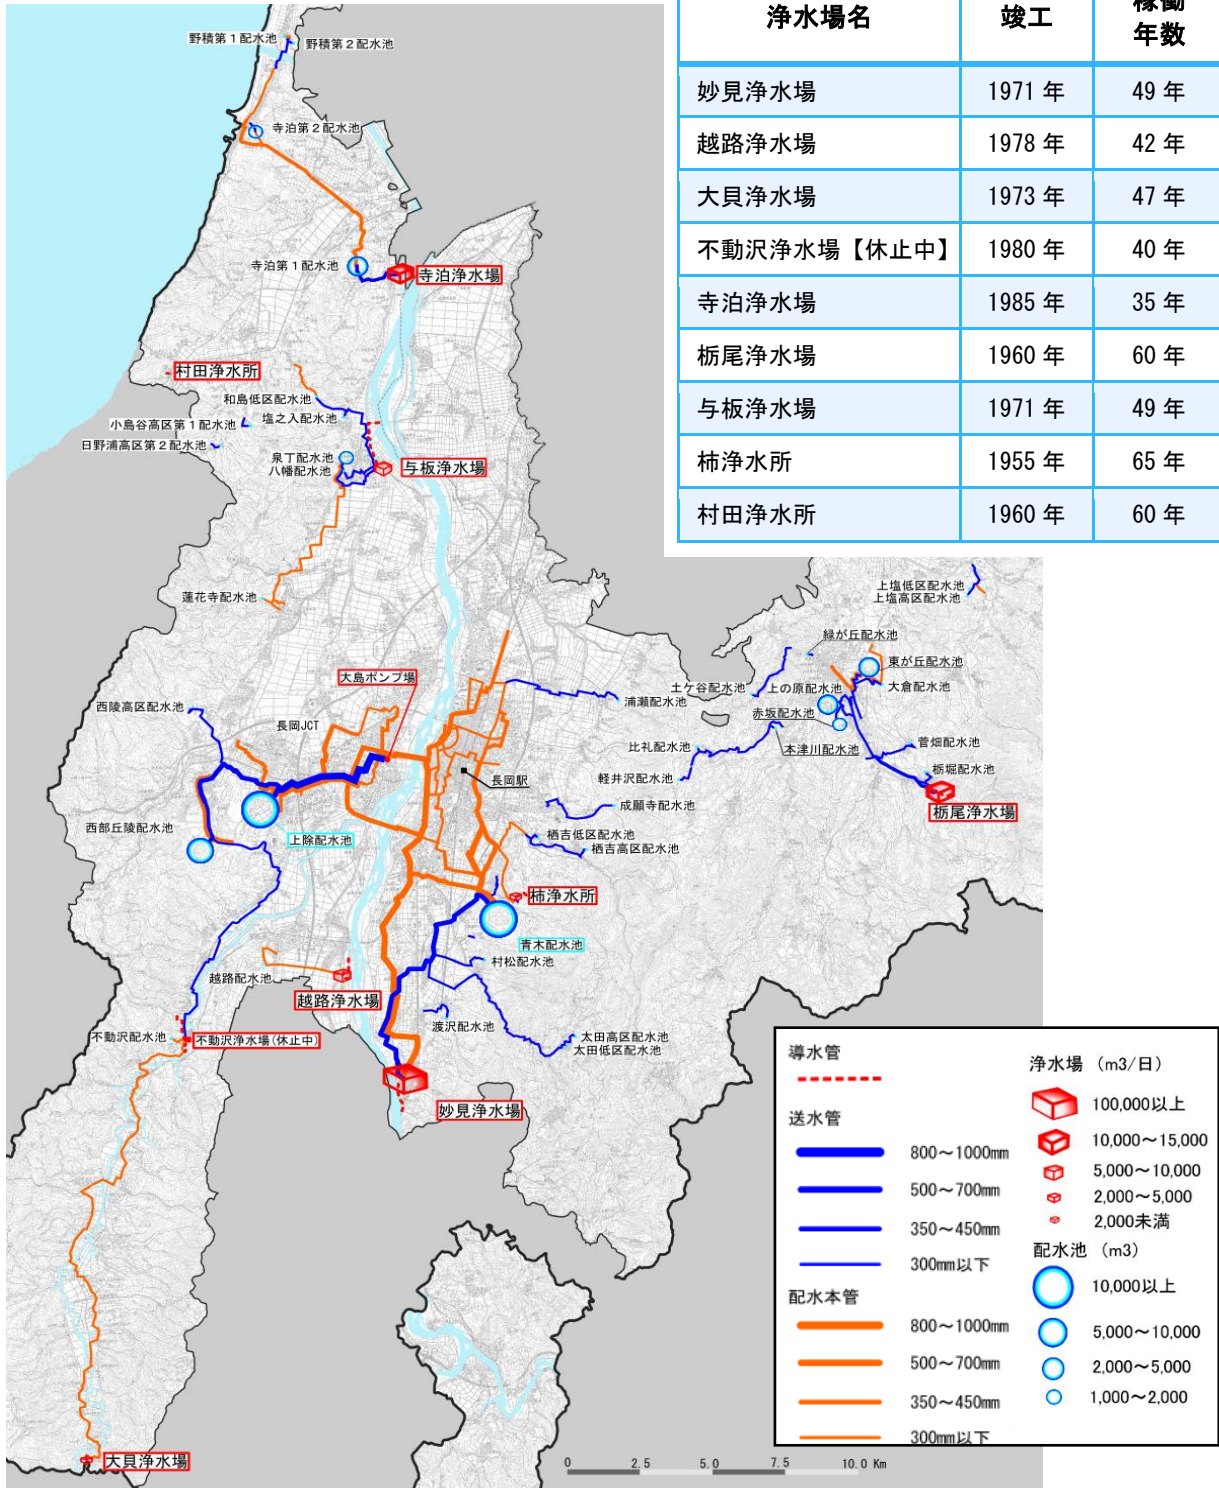 浄水場名 竣工 稼働
年数
妙見浄水場 1971 年 49 年
越路浄水場 1978 年 42 年
大貝浄水場 1973 年 47 年
不動沢浄水場【休止中】 1980 年 40 年
寺泊浄水場 1985 年 35 年
栃尾浄水場 1960 年 60 年
与板浄水場 1971 年 49 年
柿浄水所 1955 年 65 年
村田浄水所 1960 年 60 年
野積第1配水池
野積第2配水池
寺泊第2配水池
寺泊第1配水池
寺泊浄水場
村田浄水所
和島低区配水池
小島谷高区第1配水池
塩之入配水池
日野浦高区第2配水池
泉丁配水池
八幡配水池
与板浄水場
蓮花寺配水池
上塩低区配水池
上塩高区配水池
緑が丘配水池
東が丘配水池
大島ポンプ場
土ケ谷配水池
上の原配水池
大倉配水池
浦瀬配水池
西陵高区配水池
赤坂配水池
長岡JCT
比礼配水池
本津川配水池
菅畑配水池
軽井沢配水池
栃堀配水池
長岡駅
成願寺配水池
栃尾浄水場
西部丘陵配水池
上除配水池
栖吉低区配水池
栖吉高区配水池
柿浄水所
青木配水池
村松配水池
越路配水池
越路浄水場
渡沢配水池
不動沢配水池
不動沢浄水場(休止中)
太田高区配水池
太田低区配水池
妙見浄水場
大貝浄水場
導水管
送水管
800～1000mm
500～700mm
350～450mm
300mm以下
配水本管
800～1000mm
500～700mm
350～450mm
300mm以下
浄水場 (m3/日)
100,000以上
10,000～15,000
5,000～10,000
2,000～5,000
2,000未満
配水池 (m3)
10,000以上
5,000～10,000
2,000～5,000
1,000～2,000
0 2.5 5.0 7.5 10.0 Km